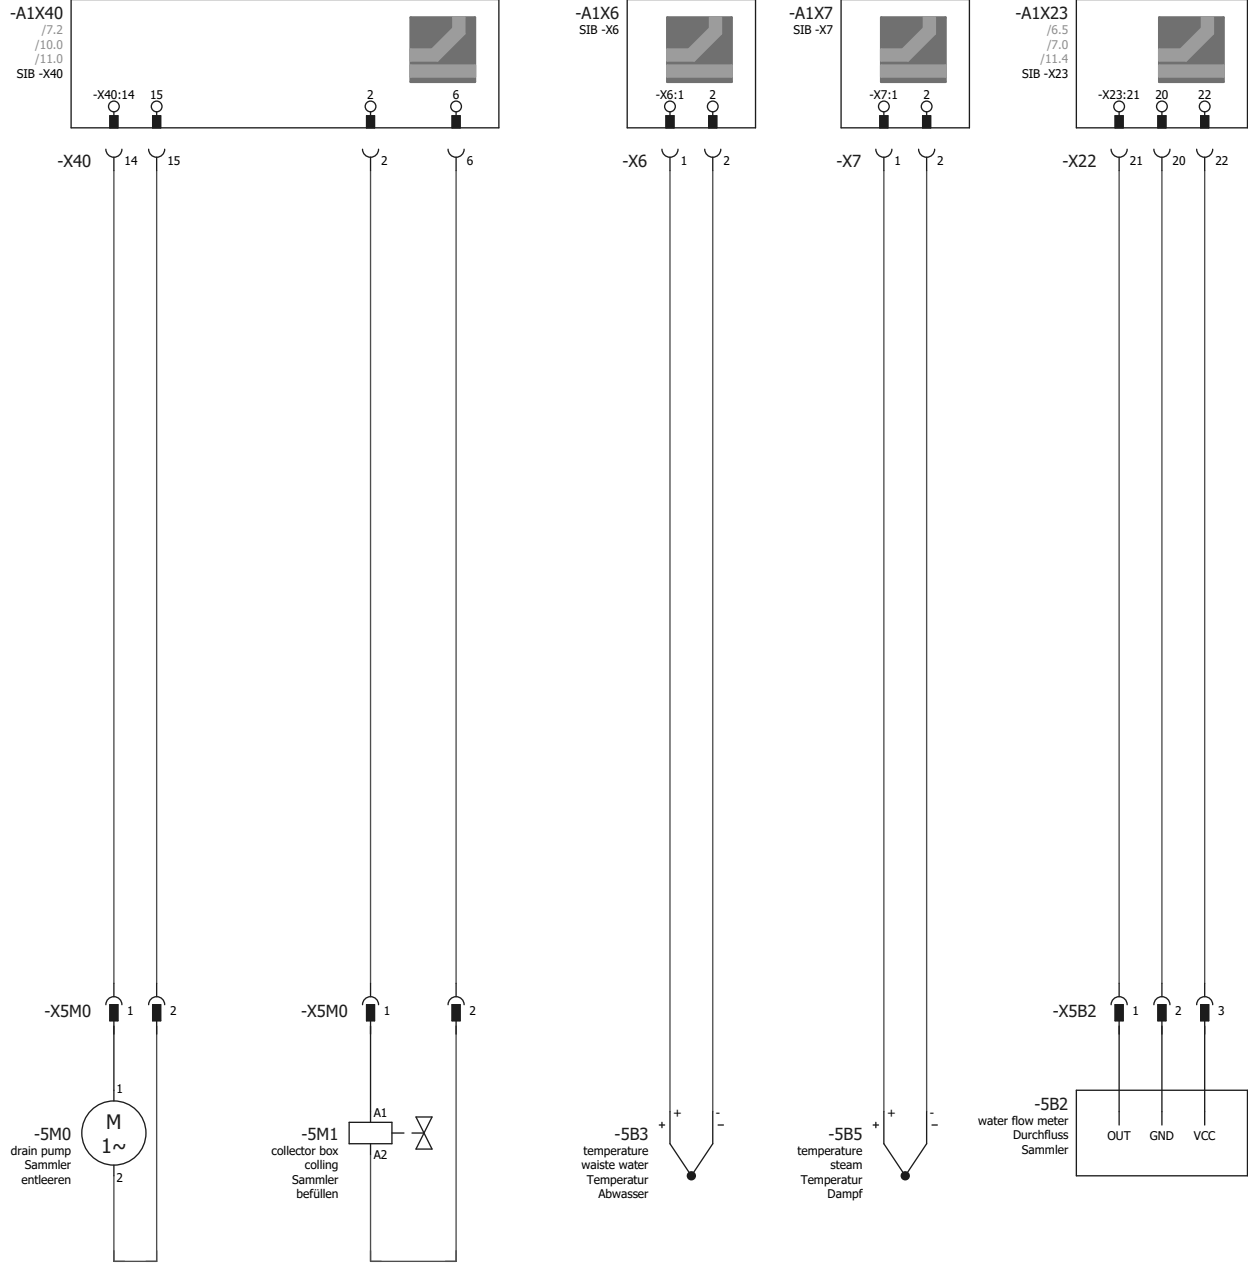 -A1X40
/7.2
/10.0
/11.0
SIB -X40
-X40:14 15 2 6
-X40 14 15 2 6
-A1X6
SIB -X6
-X6:1 2
-X6 1 2
-A1X7
SIB -X7
-X7:1 2
-X7 1 2
-A1X23
/6.5
/7.0
/11.4
SIB -X23
-X23:21 20 22
-X22 21 20 22
-X5M0 1 2
-X5M0 1 2
-X5B2 1 2 3
1
M
1~
2
-5M0
drain pump
Sammler
entleeren
A1
A2
-5M1
collector box
colling
Sammler
befüllen
+ -
+ –
-5B3
temperature
waiste water
Temperatur
Abwasser
+ -
+ –
-5B5
temperature
steam
Temperatur
Dampf
-5B2
water flow meter
Durchfluss
Sammler
OUT GND VCC